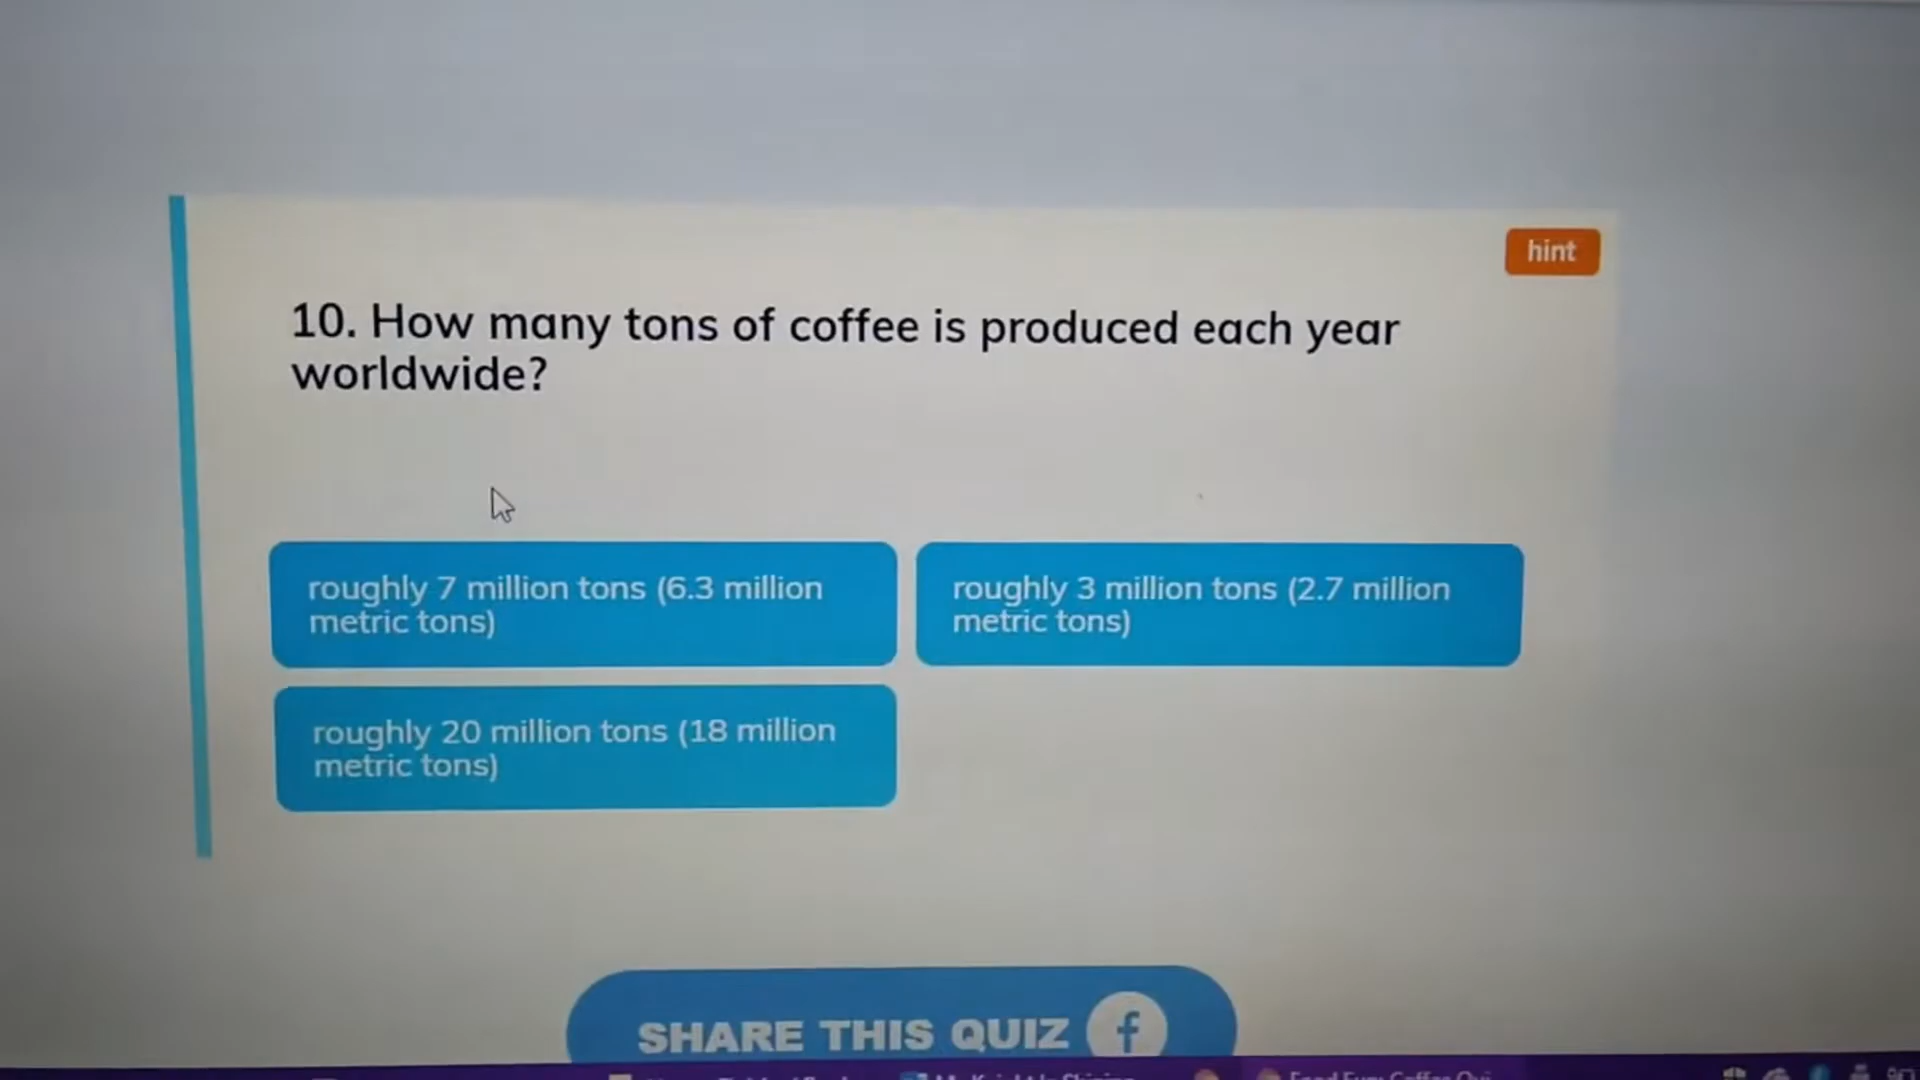 hint
10. How many tons of coffee is produced each year
worldwide?
roughly 7 million tons (6.3 million
metric tons)
roughly 3 million tons (2.7 million
metric tons)
roughly 20 million tons (18 million
metric tons)
SHARE THIS QUIZ f